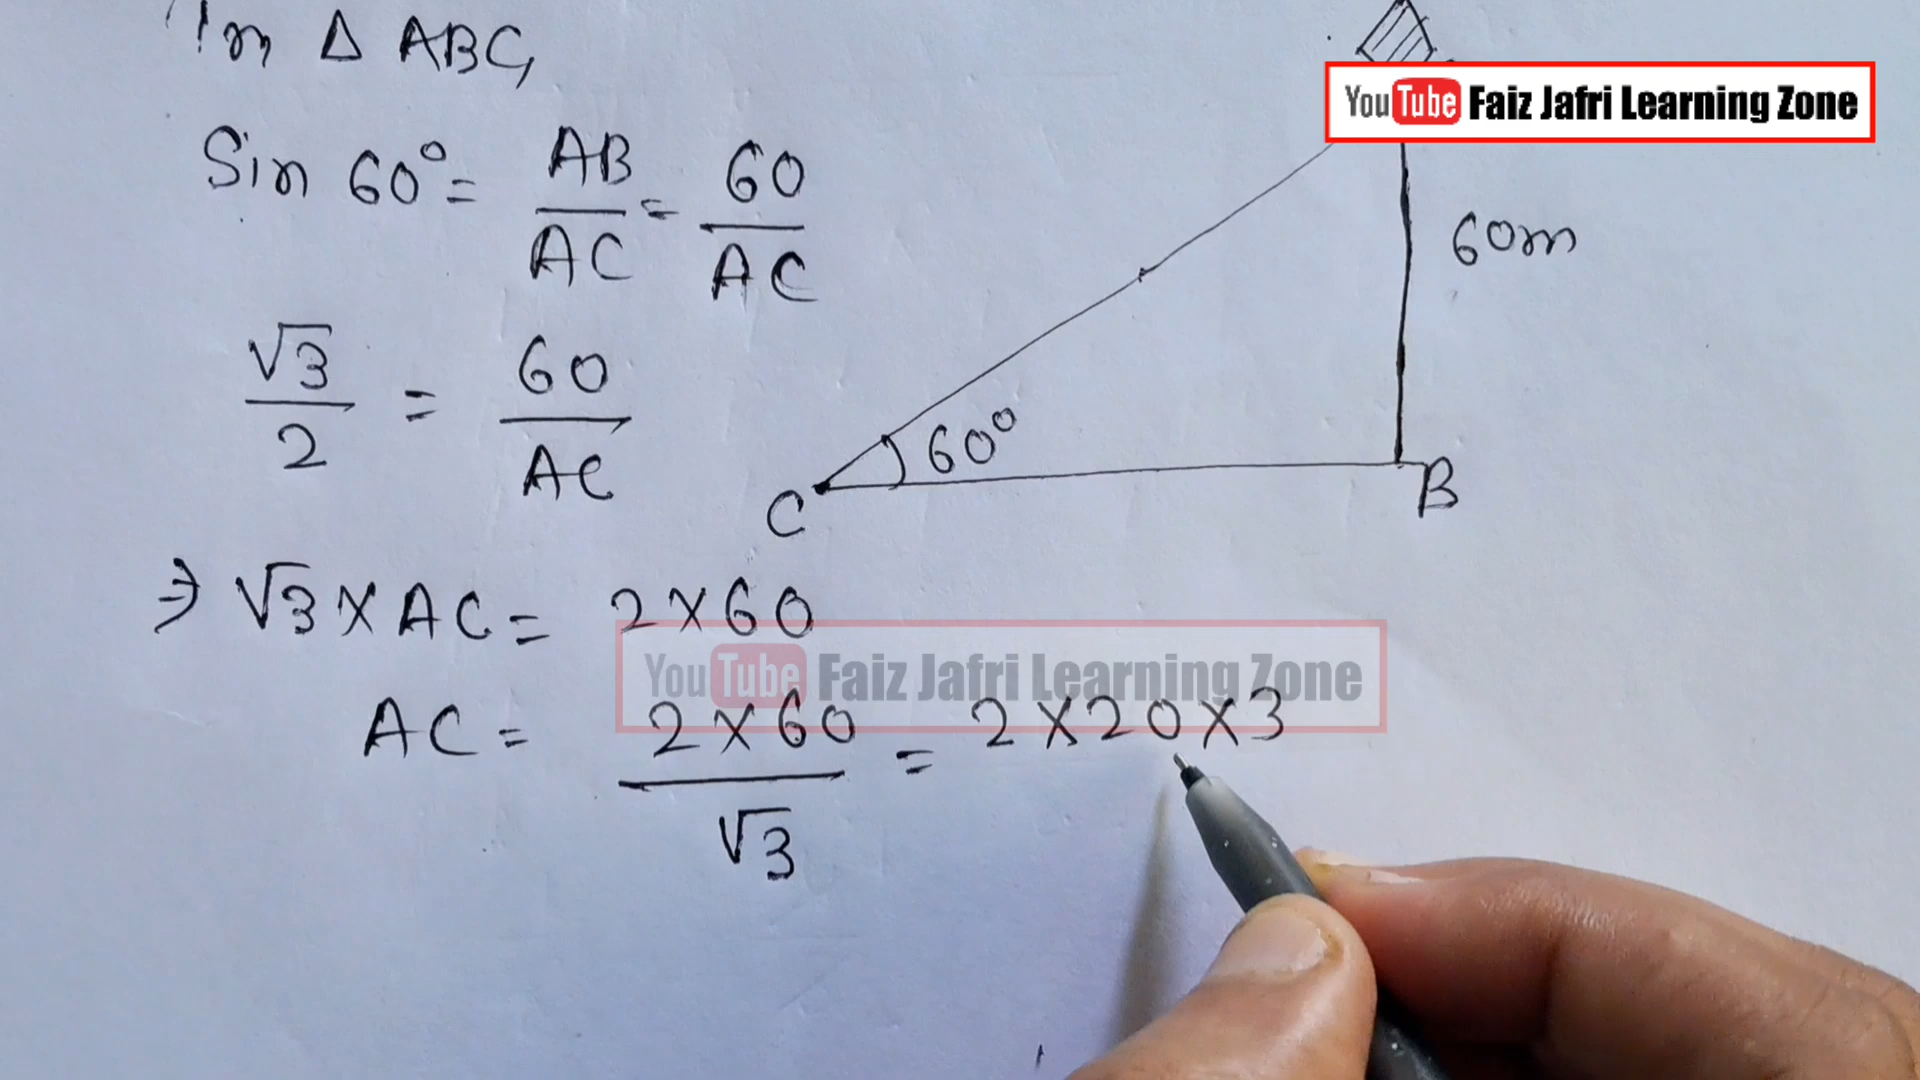 In Δ ABC,
YouTube Faiz Jafri Learning Zone
Sin 60° = AB/AC = 60/AC
60m
√3/2 = 60/AC
60°
C
B
⇒ √3 × AC = 2×60
YouTube Faiz Jafri Learning Zone
AC = 2×60/√3 = 2×20×3